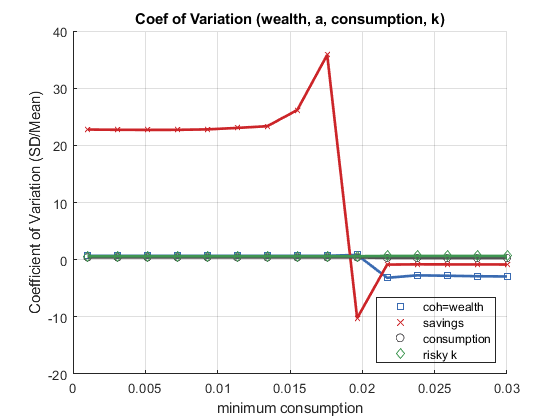 Coef of Variation (wealth, a, consumption, k)
40
30
20
10
0
-10
-20
Coefficient of Variation (SD/Mean)
coh=wealth
savings
consumption
risky k
0 0.005 0.01 0.015 0.02 0.025 0.03
minimum consumption